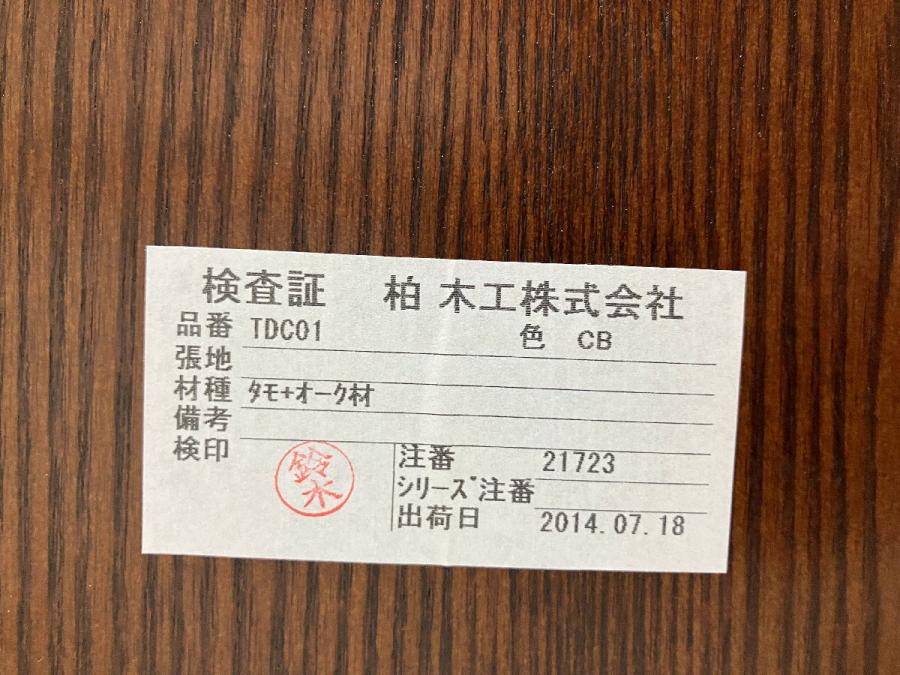 検査証 柏木工株式会社
品番 TDC01 色 CB
張地
材種 ﾀﾓ+ｵｰｸ材
備考
検印 鈴木
注番 21723
ｼﾘｰｽﾞ注番
出荷日 2014.07.18